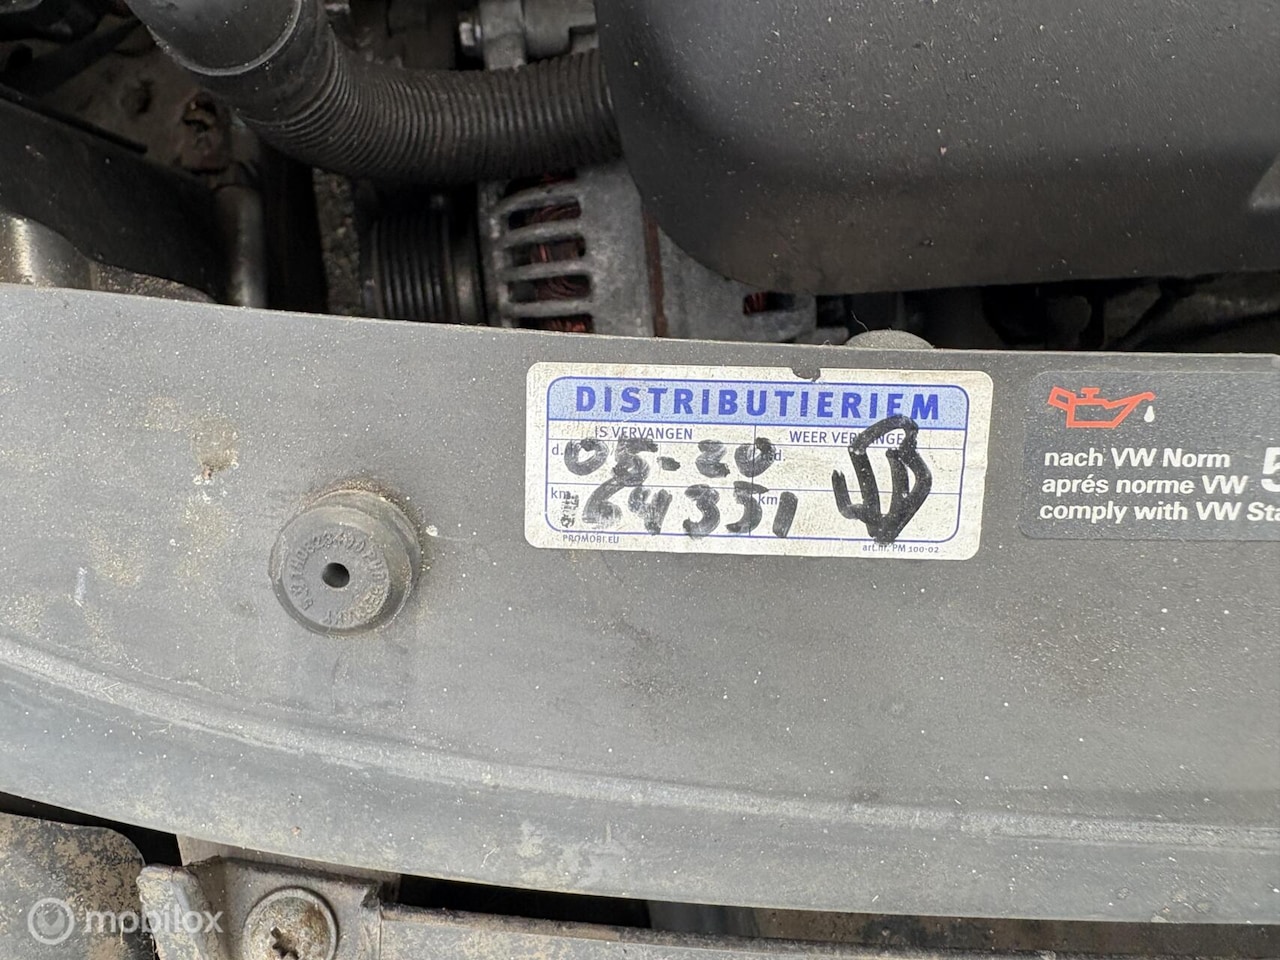 DISTRIBUTIERIEM
IS VERVANGEN
WEER VERVANGEN
d.d.
05-20
d.d.
km.
64351
km.
PROMOBI.EU
art.nr. PM 100-02
nach VW Norm 5
aprés norme VW
comply with VW Sta
mobilox